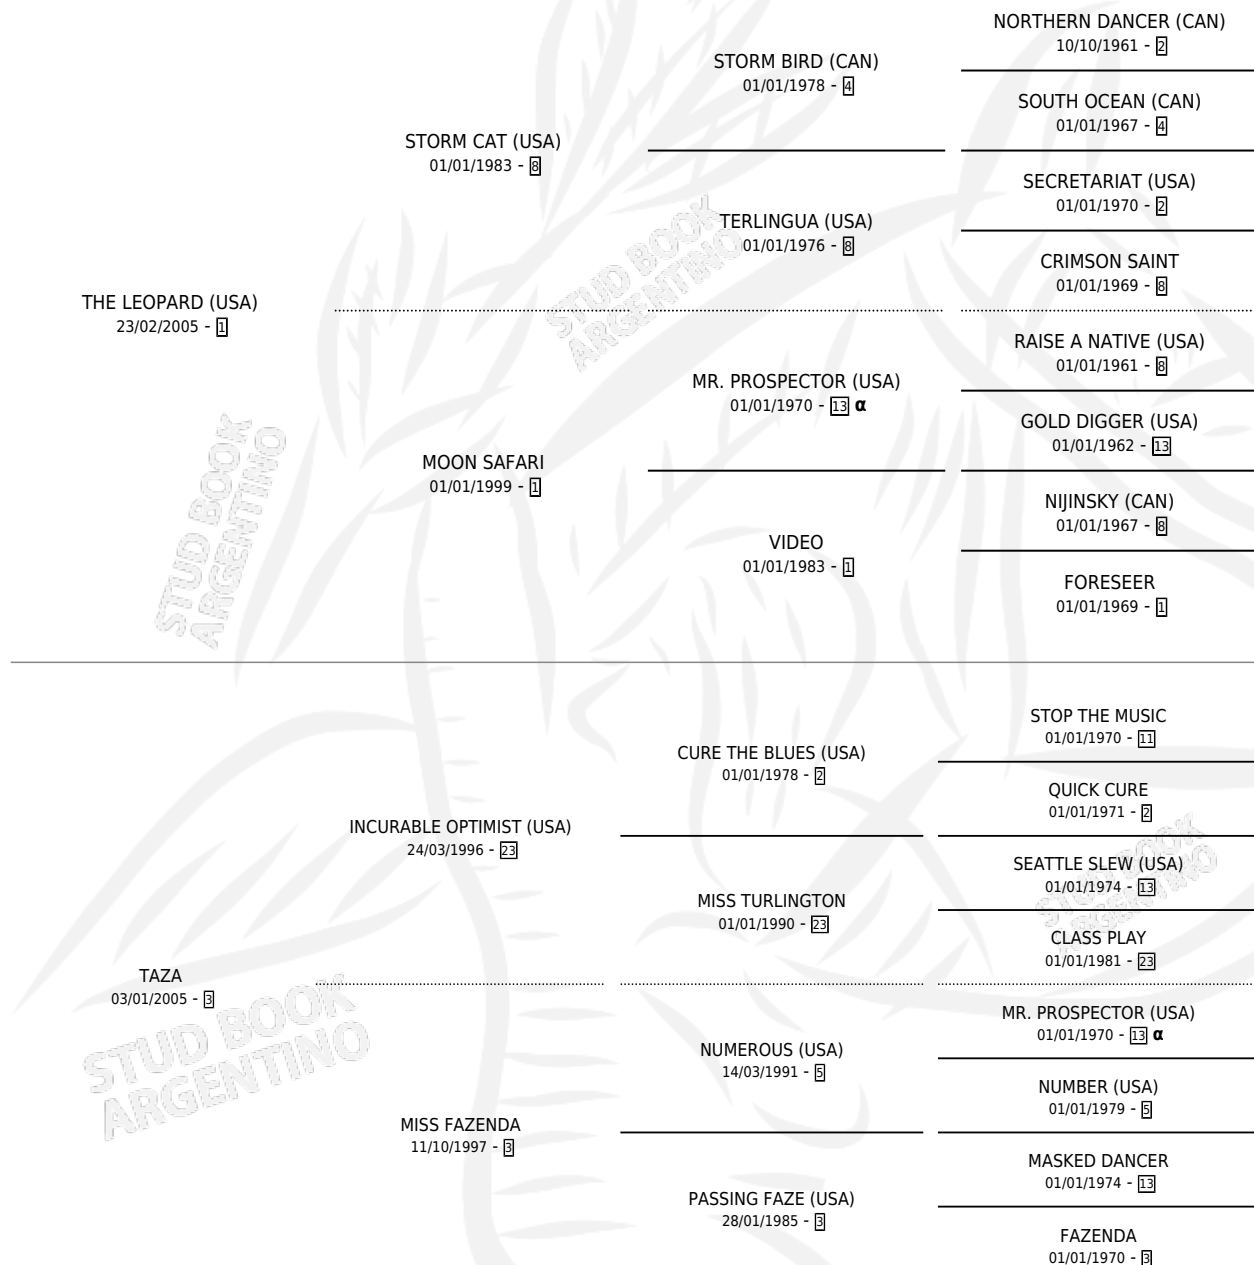 NORTHERN DANCER (CAN)
10/10/1961 - 2
STORM BIRD (CAN)
01/01/1978 - 4
SOUTH OCEAN (CAN)
01/01/1967 - 4
STORM CAT (USA)
01/01/1983 - 8
SECRETARIAT (USA)
01/01/1970 - 2
TERLINGUA (USA)
01/01/1976 - 8
CRIMSON SAINT
01/01/1969 - 8
THE LEOPARD (USA)
23/02/2005 - 1
RAISE A NATIVE (USA)
01/01/1961 - 8
MR. PROSPECTOR (USA)
01/01/1970 - 13 α
GOLD DIGGER (USA)
01/01/1962 - 13
MOON SAFARI
01/01/1999 - 1
NIJINSKY (CAN)
01/01/1967 - 8
VIDEO
01/01/1983 - 1
FORESEER
01/01/1969 - 1
STOP THE MUSIC
01/01/1970 - 11
CURE THE BLUES (USA)
01/01/1978 - 2
QUICK CURE
01/01/1971 - 2
INCURABLE OPTIMIST (USA)
24/03/1996 - 23
SEATTLE SLEW (USA)
01/01/1974 - 13
MISS TURLINGTON
01/01/1990 - 23
CLASS PLAY
01/01/1981 - 23
TAZA
03/01/2005 - 3
MR. PROSPECTOR (USA)
01/01/1970 - 13 α
NUMEROUS (USA)
14/03/1991 - 5
NUMBER (USA)
01/01/1979 - 5
MISS FAZENDA
11/10/1997 - 3
MASKED DANCER
01/01/1974 - 13
PASSING FAZE (USA)
28/01/1985 - 3
FAZENDA
01/01/1970 - 3
STUD BOOK
ARGENTINO
STUD BOOK
ARGENTINO
STUD BOOK
ARGENTINO
STUD BOOK
ARGENTINO